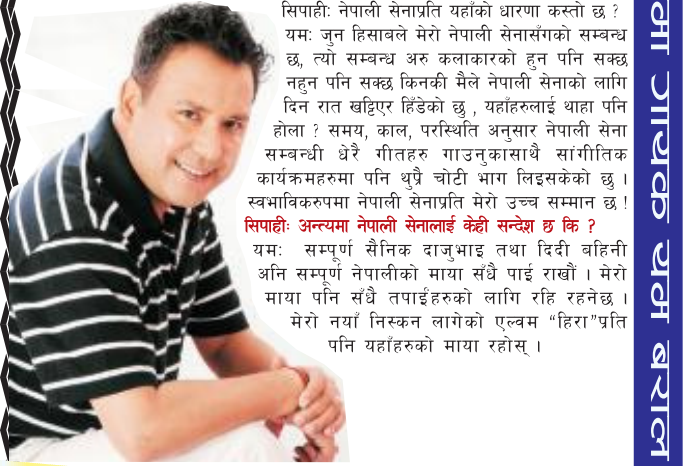 सिपाहीः नेपाली सेनाप्रति यहाँको धारणा कस्तो छ ?
यमः जुन हिसाबले मेरो नेपाली सेनासँगको सम्बन्ध
छ, त्यो सम्बन्ध अरु कलाकारको हुन पनि सक्छ
नहुन पनि सक्छ किनकी मैले नेपाली सेनाको लागि
दिन रात खट्टिएर हिँडेको छु , यहाँहरुलाई थाहा पनि
होला ? समय, काल, परस्थिति अनुसार नेपाली सेना
सम्बन्धी धेरै गीतहरु गाउनुकासाथै सांगीतिक
कार्यक्रमहरुमा पनि थुप्रै चोटी भाग लिइसकेको छु ।
स्वभाविकरुपमा नेपाली सेनाप्रति मेरो उच्च सम्मान छ !
सिपाहीः अन्त्यमा नेपाली सेनालाई केही सन्देश छ कि ?
यमः सम्पूर्ण सैनिक दाजुभाइ तथा दिदी बहिनी
अनि सम्पूर्ण नेपालीको माया सँधै पाई राखौं । मेरो
माया पनि सँधै तपाईहरुको लागि रहि रहनेछ ।
मेरो नयाँ निस्कन लागेको एल्वम “हिरा”प्रति
पनि यहाँहरुको माया रहोस् ।
मा गायक यम बराल